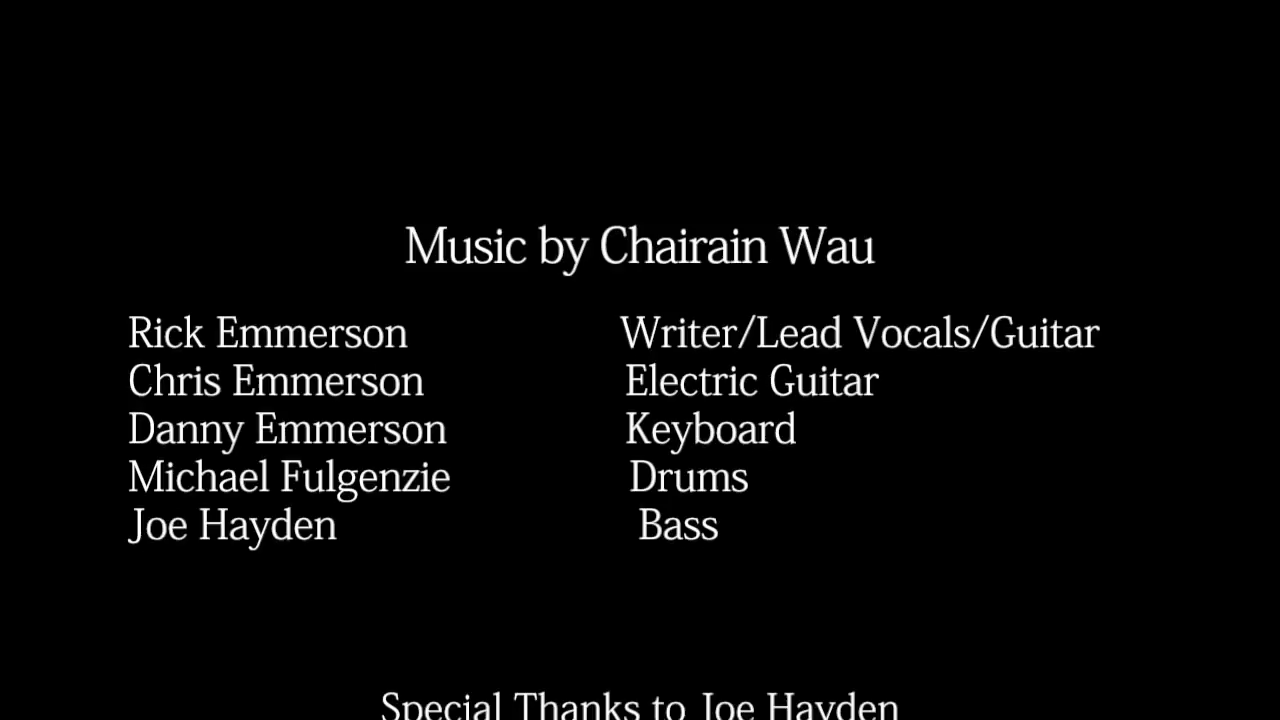 Music by Chairain Wau
Rick Emmerson Writer/Lead Vocals/Guitar
Chris Emmerson Electric Guitar
Danny Emmerson Keyboard
Michael Fulgenzie Drums
Joe Hayden Bass
Special Thanks to Joe Hayden